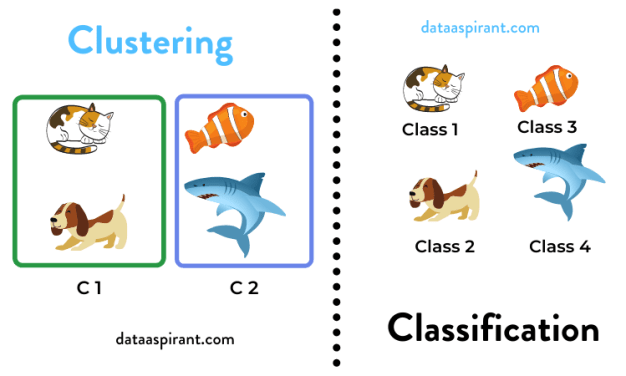 Clustering
C 1
C 2
dataaspirant.com
dataaspirant.com
Class 1
Class 3
Class 2
Class 4
Classification